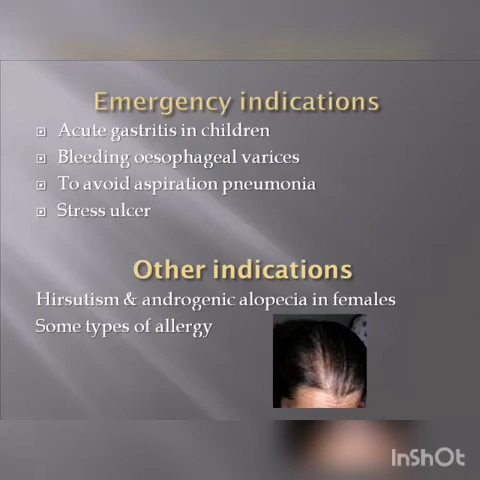 Emergency indications
Acute gastritis in children
Bleeding oesophageal varices
To avoid aspiration pneumonia
Stress ulcer
Other indications
Hirsutism & androgenic alopecia in females
Some types of allergy
InShOt